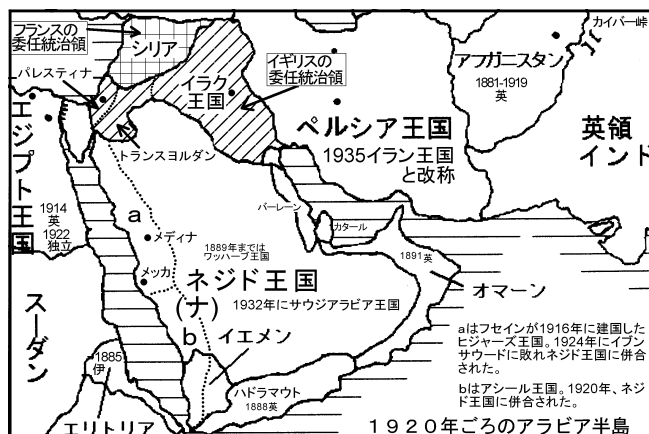 フランスの
委任統治領
シリア
カイバー峠
パレスティナ
イラク
王国
イギリスの
委任統治領
アフガニスタン
1881-1919
英
エジプト王国
1914
英
1922
独立
トランスヨルダン
ペルシア王国
1935イラン王国
と改称
英領
インド
a
メディナ
バーレーン
カタール
1889年までは
ワッハーブ王国
1891英
メッカ
ネジド王国
(ナ)
1932年にサウジアラビア王国
オマーン
スーダン
b
イエメン
1885
伊
エリトリア
ハドラマウト
1888英
aはフセインが1916年に建国した
ヒジャーズ王国。1924年にイブン
サウードに敗れネジド王国に併合
された。
bはアシール王国。1920年、ネジ
ド王国に併合された。
1920年ごろのアラビア半島